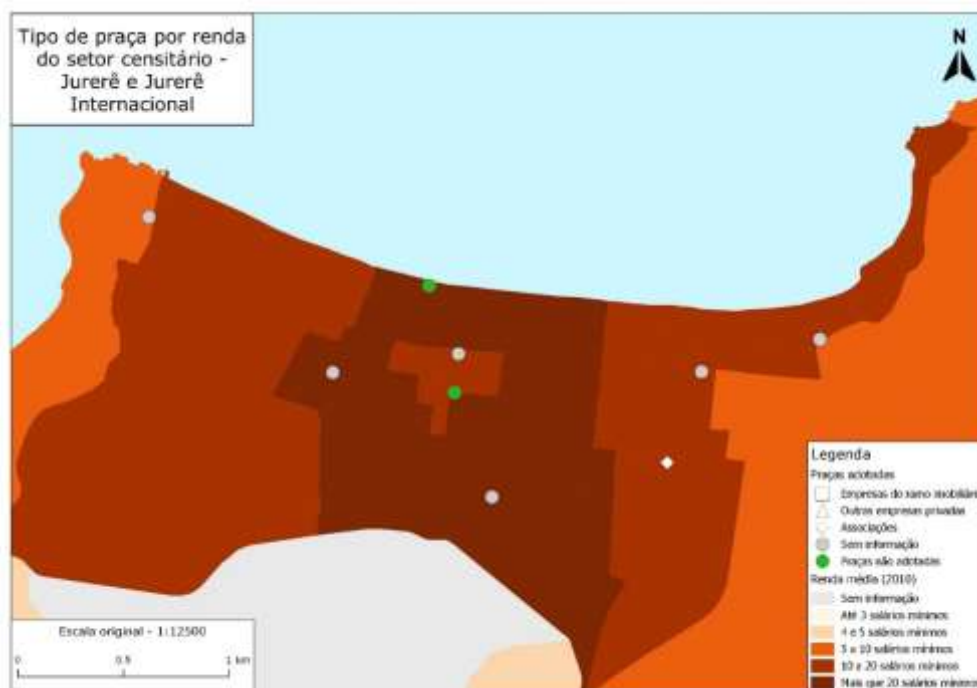 Tipo de praça por renda
do setor censitário -
Jurerê e Jurerê
Internacional
N
Legenda
Praças adotadas
Empresas do ramo imobiliári
Outras empresas privadas
Associações
Sem informação
Praças não adotadas
Renda média (2010)
Sem informação
Até 3 salários mínimos
4 e 5 salários mínimos
5 a 10 salários mínimos
10 a 20 salários mínimos
Mais que 20 salários mínimos
Escala original - 1:12500
0 0.5 1 km